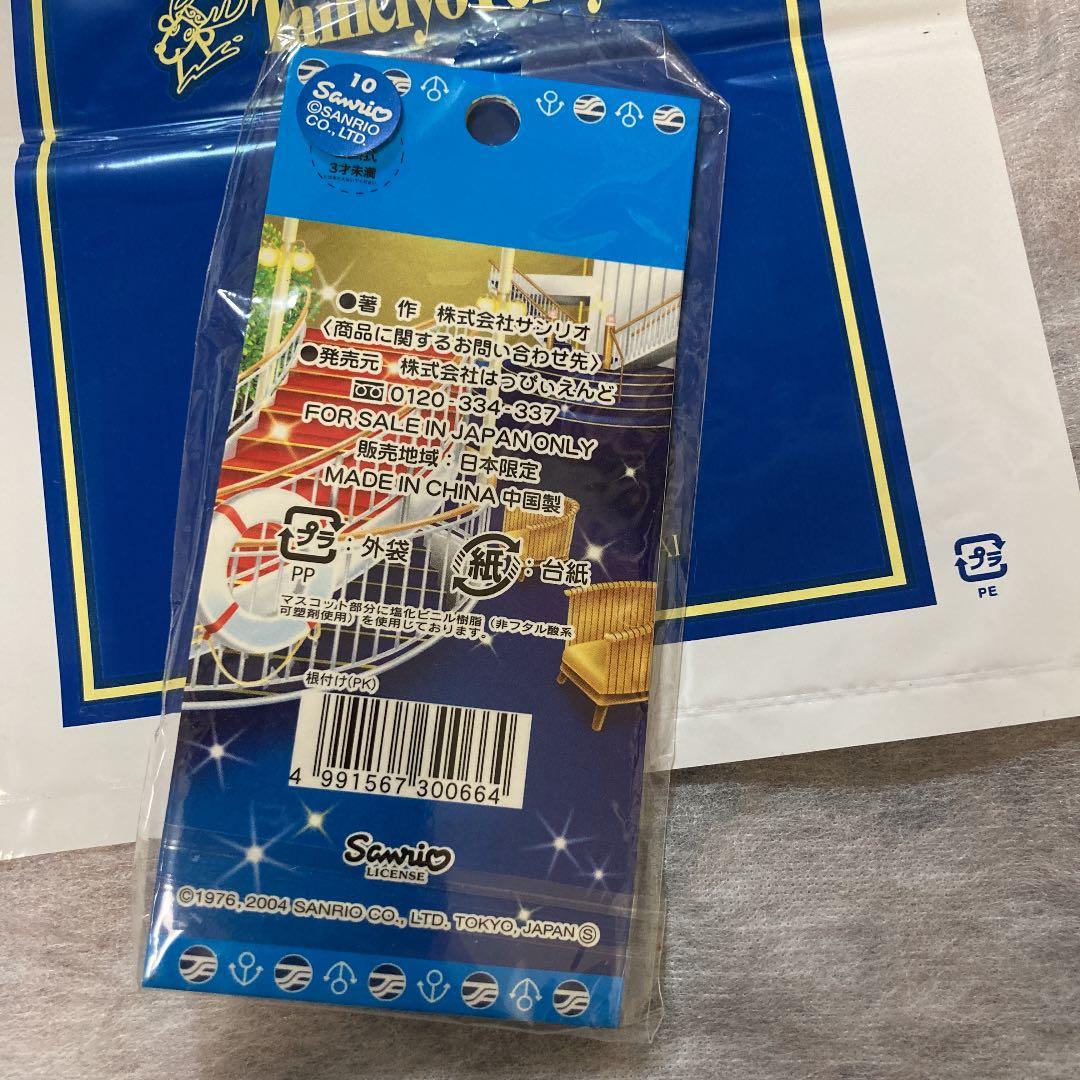 10
Sanrio
©SANRIO
CO., LTD.
3才未満
●著 作 株式会社サンリオ
〈商品に関するお問い合わせ先〉
●発売元 株式会社はっぴぃえんど
0120-334-337
FOR SALE IN JAPAN ONLY
販売地域：日本限定
MADE IN CHINA 中国製
プラ：外袋 紙：台紙
PP
マスコット部分に塩化ビニル樹脂（非フタル酸系
可塑剤使用）を使用しております。
根付け(PK)
4 991567 300664
Sanrio
LICENSE
©1976, 2004 SANRIO CO., LTD. TOKYO, JAPAN Ⓢ
プラ
PE